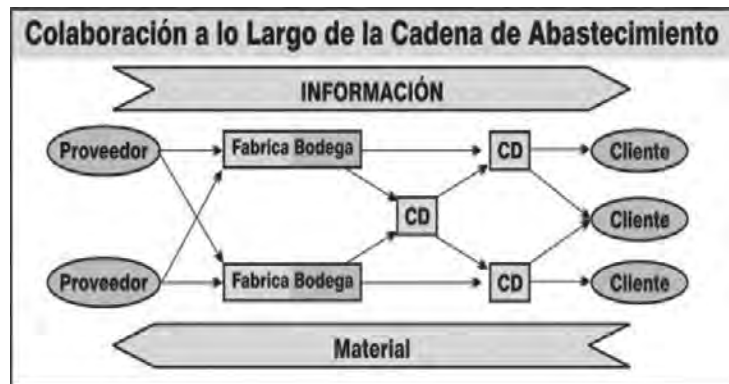 Colaboración a lo Largo de la Cadena de Abastecimiento
INFORMACIÓN
Proveedor
Fabrica Bodega
CD
Cliente
CD
Cliente
Proveedor
Fabrica Bodega
CD
Cliente
Material